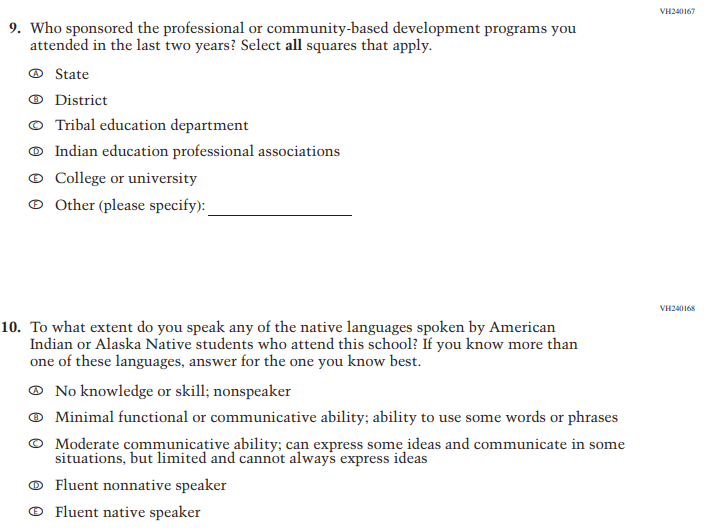 VH240167
9. Who sponsored the professional or community-based development programs you
attended in the last two years? Select all squares that apply.
A State
B District
C Tribal education department
D Indian education professional associations
E College or university
F Other (please specify):
VH240168
10. To what extent do you speak any of the native languages spoken by American
Indian or Alaska Native students who attend this school? If you know more than
one of these languages, answer for the one you know best.
A No knowledge or skill; nonspeaker
B Minimal functional or communicative ability; ability to use some words or phrases
C Moderate communicative ability; can express some ideas and communicate in some
situations, but limited and cannot always express ideas
D Fluent nonnative speaker
E Fluent native speaker